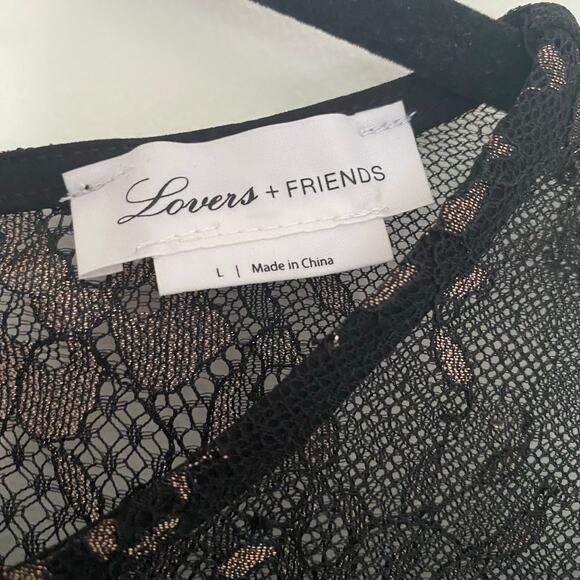 Lovers + FRIENDS
L | Made in China